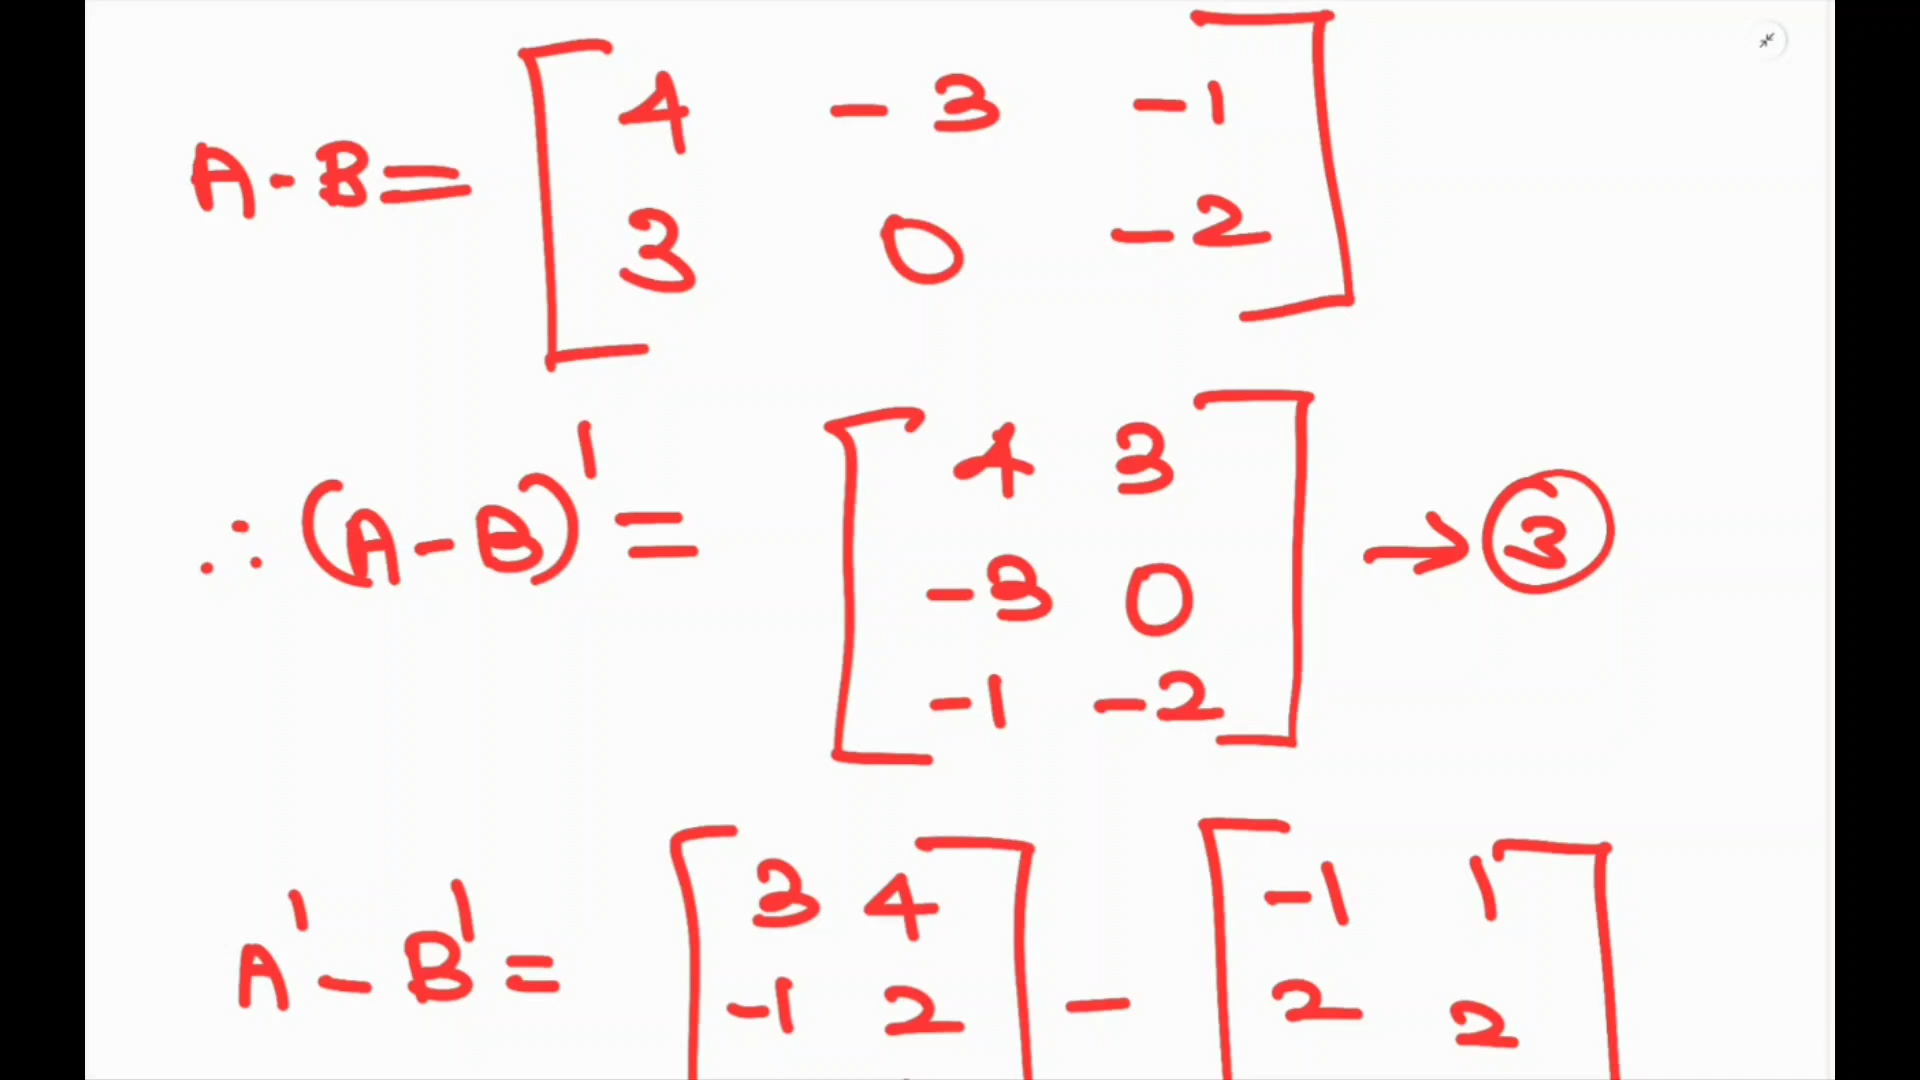 4 -3 -1
A-B=
3 0 -2
4 3
∴ (A-B)' = → 3
-3 0
-1 -2
3 4 -1 1
A' - B' = -
-1 2 2 2